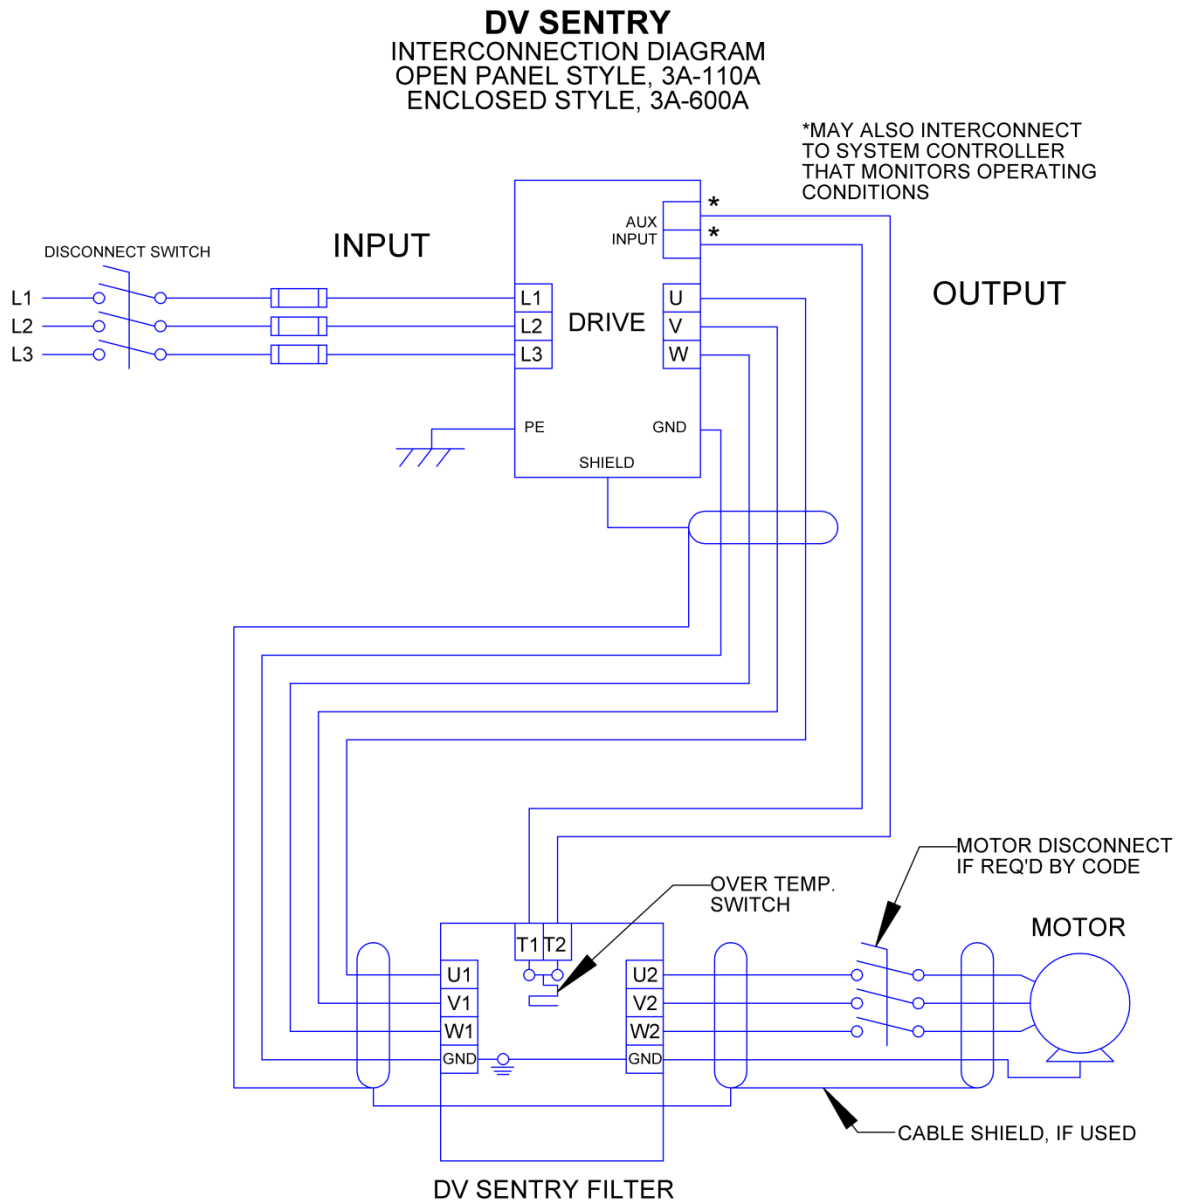 DV SENTRY
INTERCONNECTION DIAGRAM
OPEN PANEL STYLE, 3A-110A
ENCLOSED STYLE, 3A-600A
*MAY ALSO INTERCONNECT
TO SYSTEM CONTROLLER
THAT MONITORS OPERATING
CONDITIONS
*
AUX
INPUT
*
DISCONNECT SWITCH
INPUT
OUTPUT
L1
L2
L3
L1
L2
L3
DRIVE
U
V
W
PE
GND
SHIELD
MOTOR DISCONNECT
IF REQ'D BY CODE
OVER TEMP.
SWITCH
MOTOR
T1 T2
U1
V1
W1
GND
U2
V2
W2
GND
CABLE SHIELD, IF USED
DV SENTRY FILTER